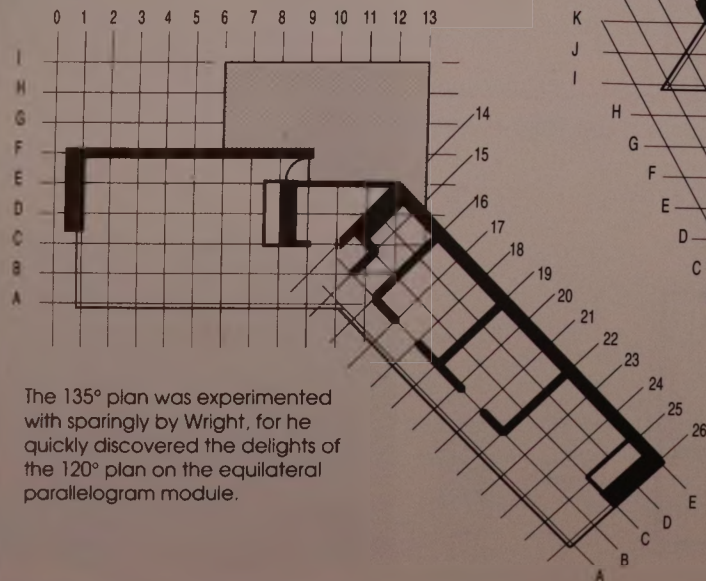 0 1 2 3 4 5 6 7 8 9 10 11 12 13
I
H
G
F
E
D
C
B
A
14
15
16
17
18
19
20
21
22
23
24
25
26
E
D
C
B
A
K
J
I
H
G
F
E
D
C
The 135° plan was experimented
with sparingly by Wright, for he
quickly discovered the delights of
the 120° plan on the equilateral
parallelogram module.